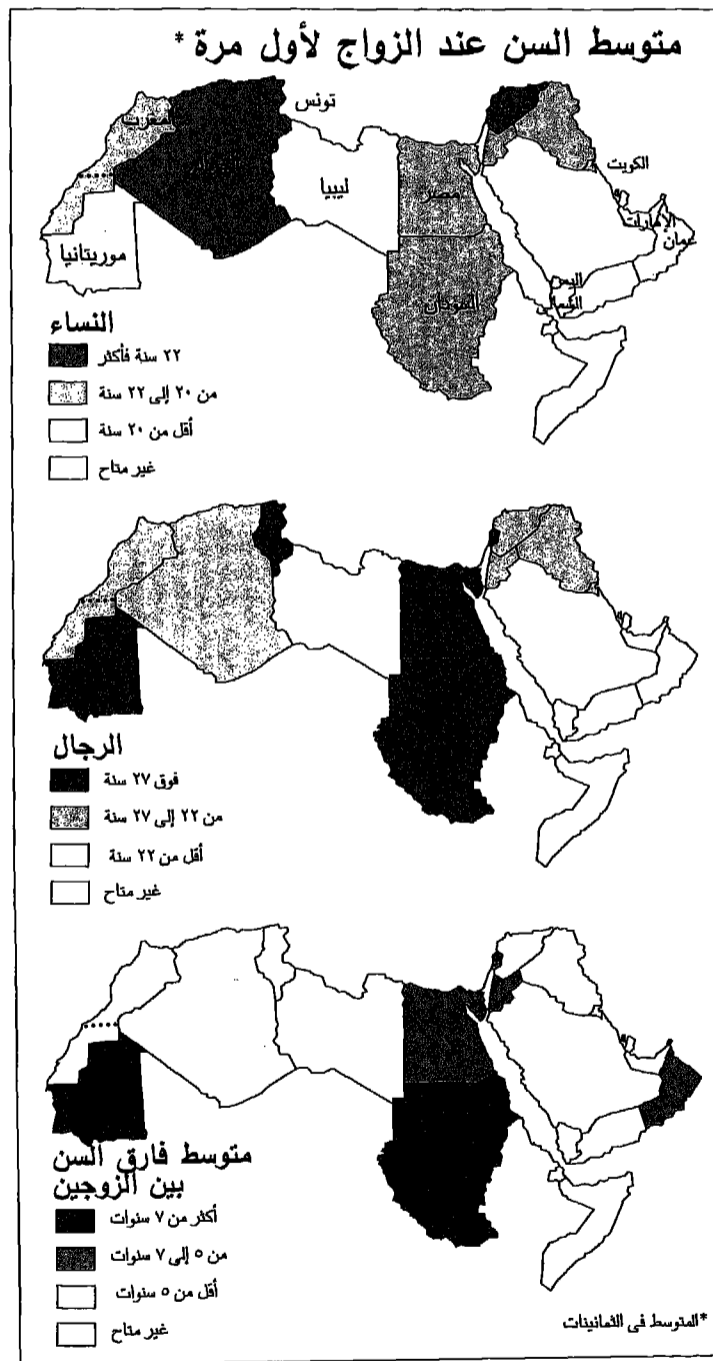 متوسط السن عند الزواج لأول مرة *
تونس
مغرب
الكويت
ليبيا
مصر
الإمارات
عمان
موريتانيا
اليمن
السودان
النساء
٢٢ سنة فأكثر
من ٢٠ إلى ٢٢ سنة
أقل من ٢٠ سنة
غير متاح
الرجال
فوق ٢٧ سنة
من ٢٢ إلى ٢٧ سنة
أقل من ٢٢ سنة
غير متاح
متوسط فارق السن
بين الزوجين
أكثر من ٧ سنوات
من ٥ إلى ٧ سنوات
أقل من ٥ سنوات
غير متاح
*المتوسط فى الثمانينات